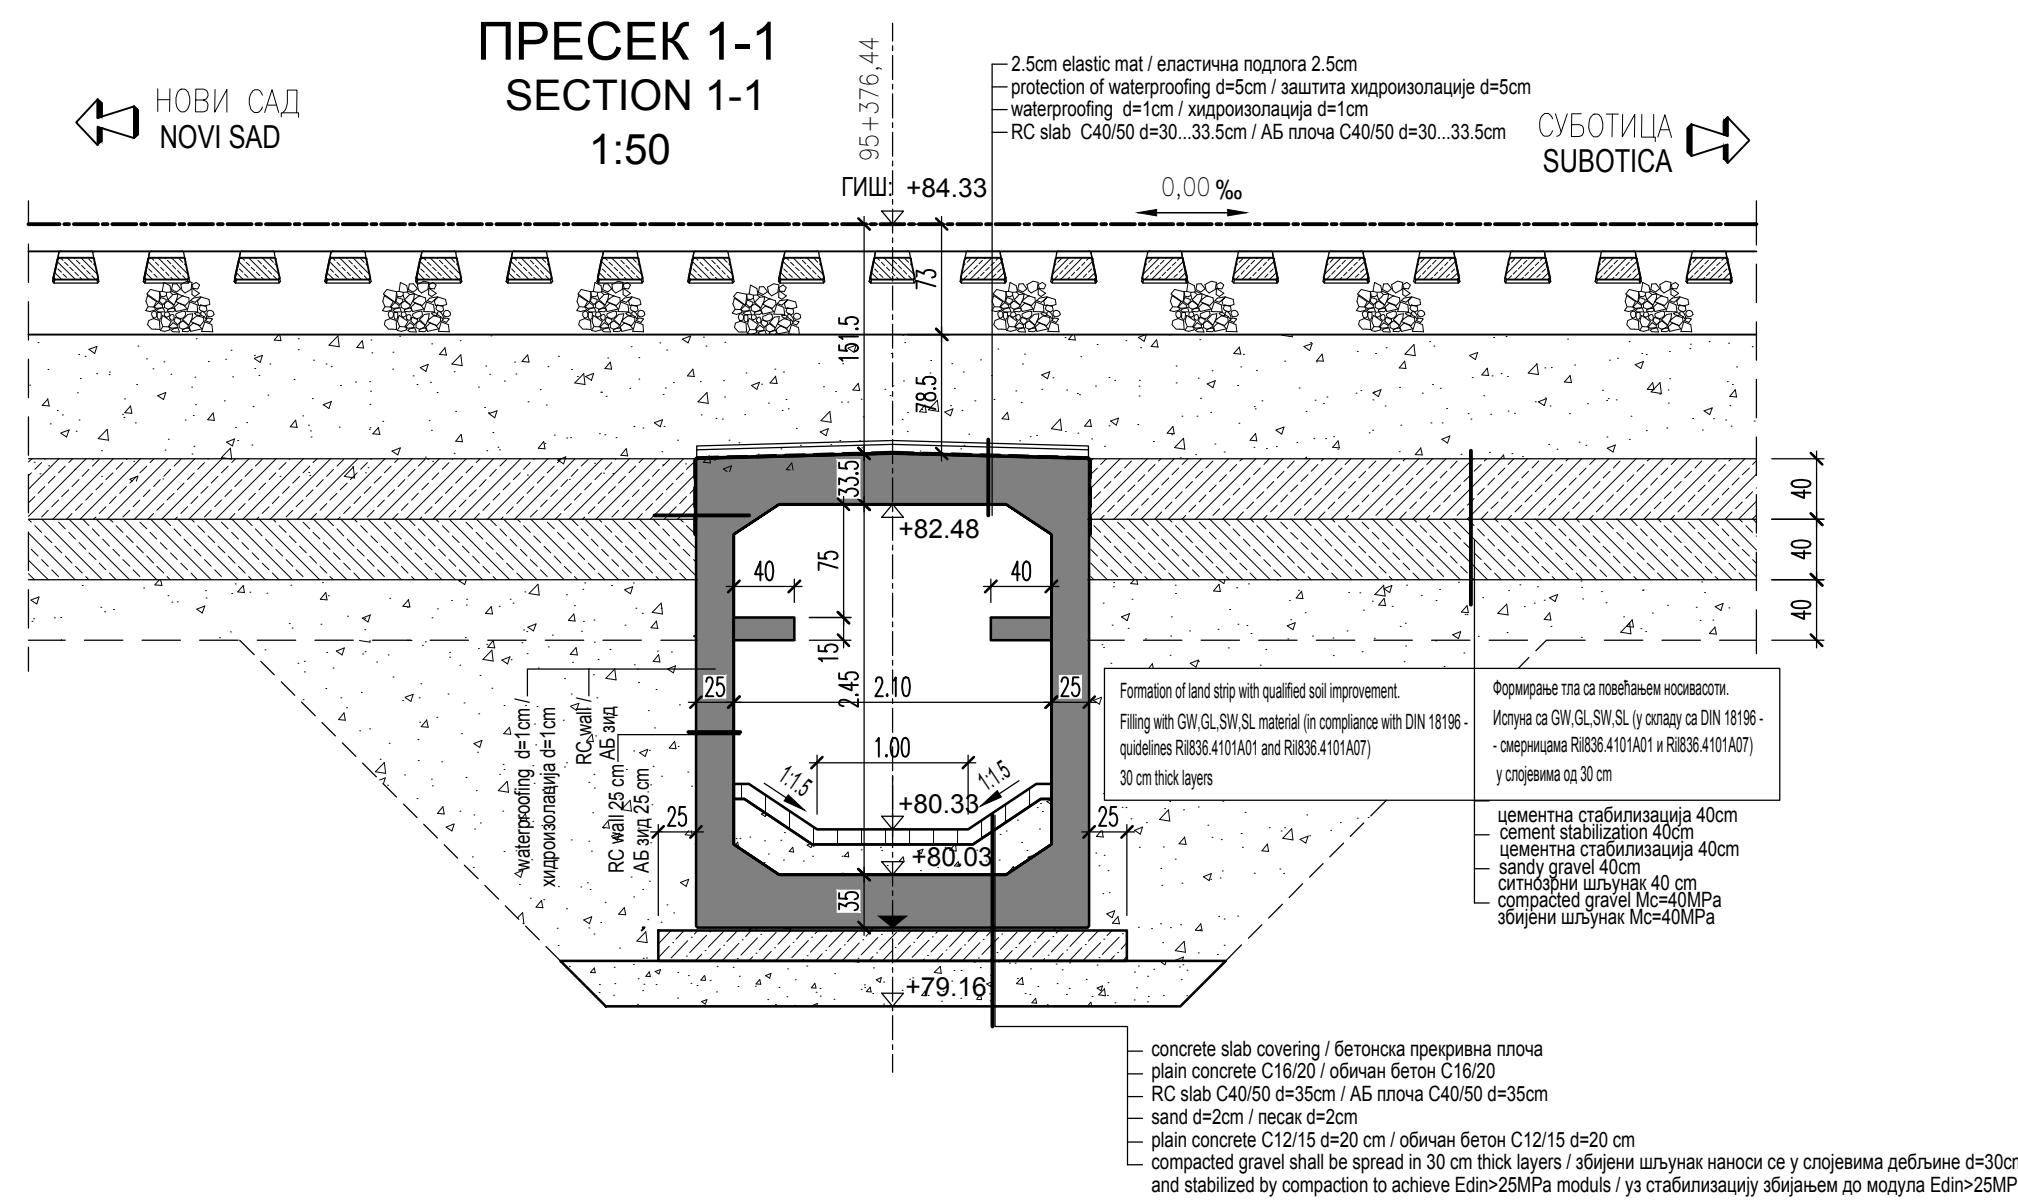 ПРЕСЕК 1-1
SECTION 1-1
1:50
НОВИ САД
NOVI SAD
95+376,44
2.5cm elastic mat / еластична подлога 2.5cm
protection of waterproofing d=5cm / заштита хидроизолације d=5cm
waterproofing d=1cm / хидроизолација d=1cm
RC slab C40/50 d=30...33.5cm / АБ плоча C40/50 d=30...33.5cm
СУБОТИЦА
SUBOTICA
ГИШ: +84.33
0,00 ‰
73
151.5
78.5
33.5
+82.48
40
40
40
75
40
40
15
2.45
25
2.10
25
40
1.00
1:1.5
1:1.5
+80.33
25
25
+80.03
35
+79.16
waterproofing d=1cm /
хидроизолација d=1cm
RC wall /
АБ зид
RC wall 25 cm
АБ зид 25 cm
Formation of land strip with qualified soil improvement.
Filling with GW,GL,SW,SL material (in compliance with DIN 18196 -
quidelines Ril836.4101A01 and Ril836.4101A07)
30 cm thick layers
Формирање тла са повећањем носивасоти.
Испуна са GW,GL,SW,SL (у складу са DIN 18196 -
- смерницама Ril836.4101A01 и Ril836.4101A07)
у слојевима од 30 cm
цементна стабилизација 40cm
cement stabilization 40cm
цементна стабилизација 40cm
sandy gravel 40cm
ситнозрни шљунак 40 cm
compacted gravel Mc=40MPa
збијени шљунак Mc=40MPa
concrete slab covering / бетонска прекривна плоча
plain concrete C16/20 / обичан бетон C16/20
RC slab C40/50 d=35cm / АБ плоча C40/50 d=35cm
sand d=2cm / песак d=2cm
plain concrete C12/15 d=20 cm / обичан бетон C12/15 d=20 cm
compacted gravel shall be spread in 30 cm thick layers / збијени шљунак наноси се у слојевима дебљине d=30cm
and stabilized by compaction to achieve Edin>25MPa moduls / уз стабилизацију збијањем до модула Edin>25MP